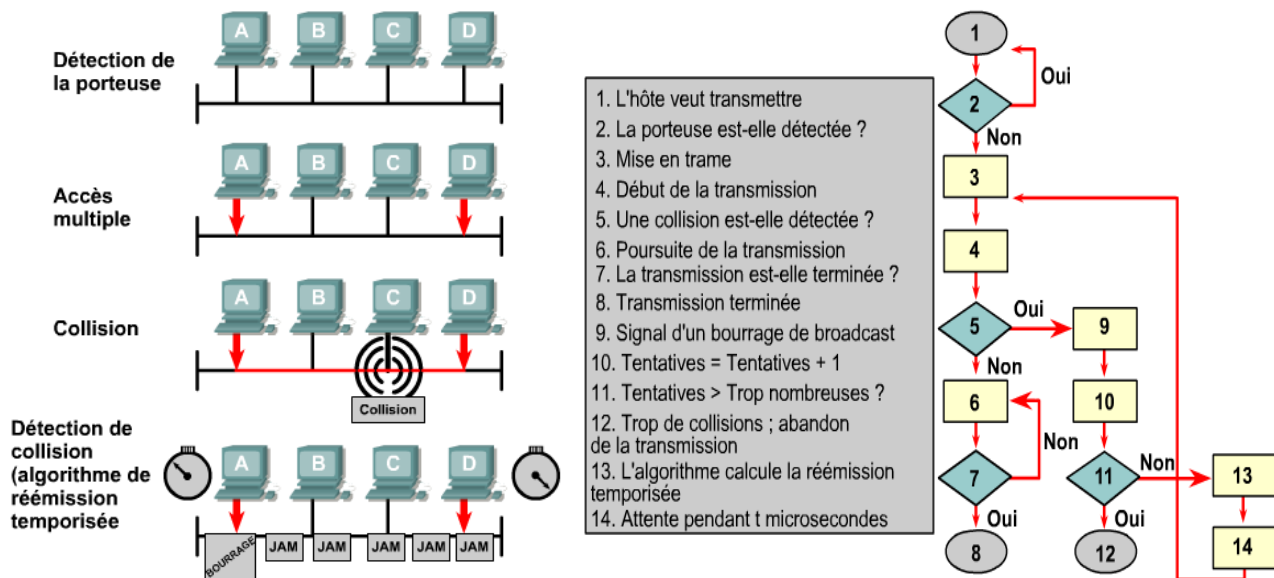 Détection de
la porteuse
A
B
C
D
Accès
multiple
A
B
C
D
Collision
A
B
C
D
Collision
Détection de
collision
(algorithme de
réémission
temporisée
A
B
C
D
BOURRAGE
JAM
JAM
JAM
JAM
JAM
1. L'hôte veut transmettre
2. La porteuse est-elle détectée ?
3. Mise en trame
4. Début de la transmission
5. Une collision est-elle détectée ?
6. Poursuite de la transmission
7. La transmission est-elle terminée ?
8. Transmission terminée
9. Signal d'un bourrage de broadcast
10. Tentatives = Tentatives + 1
11. Tentatives > Trop nombreuses ?
12. Trop de collisions ; abandon
de la transmission
13. L'algorithme calcule la réémission
temporisée
14. Attente pendant t microsecondes
1
Oui
2
Non
3
4
5
Oui
9
Non
6
10
Non
7
11
Non
13
Oui
Oui
8
12
14